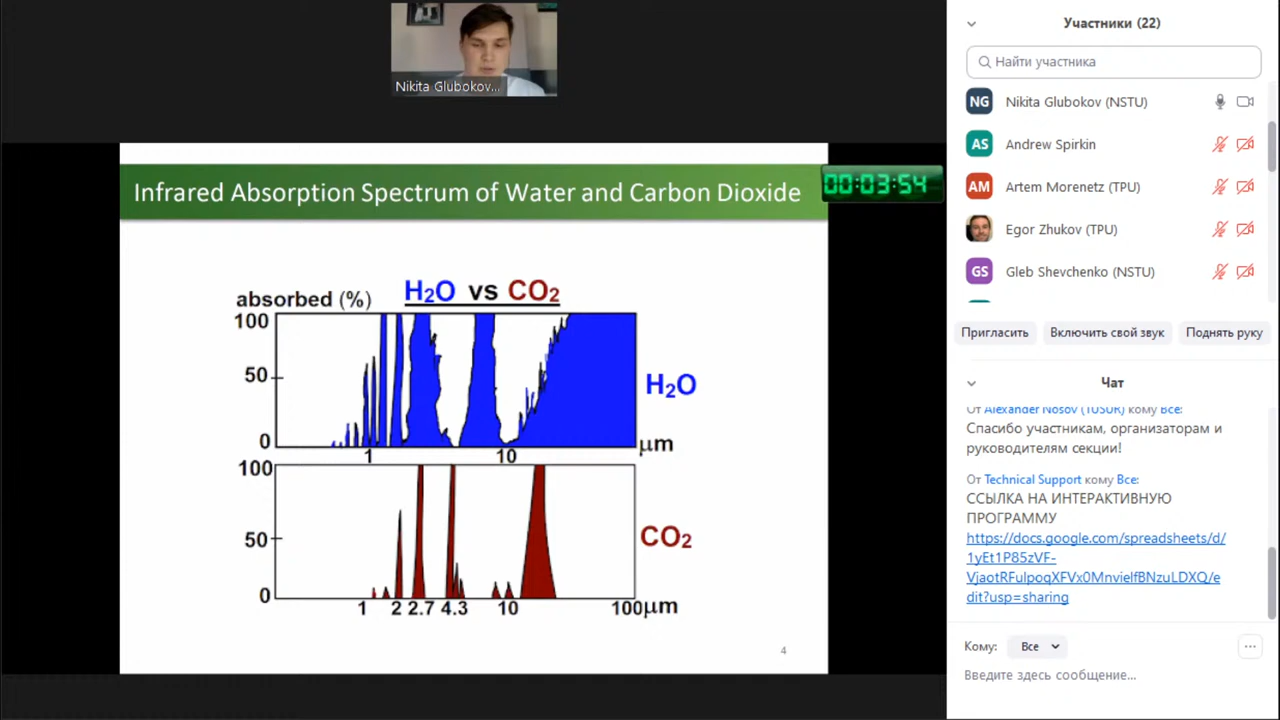 Nikita Glubokov...
Infrared Absorption Spectrum of Water and Carbon Dioxide
00:03:54
H₂O vs CO₂
absorbed (%)
100
50
0
H₂O
1
10
µm
100
50
0
CO₂
1
2
2.7
4.3
10
100µm
4
Участники (22)
Найти участника
NG Nikita Glubokov (NSTU)
AS Andrew Spirkin
AM Artem Morenetz (TPU)
Egor Zhukov (TPU)
GS Gleb Shevchenko (NSTU)
Пригласить
Включить свой звук
Поднять руку
Чат
От Alexander Nosov (TUSUR) кому Все:
Спасибо участникам, организаторам и
руководителям секции!
От Technical Support кому Все:
ССЫЛКА НА ИНТЕРАКТИВНУЮ
ПРОГРАММУ
https://docs.google.com/spreadsheets/d/
1yEt1P85zVF-
VjaotRFulpoqXFVx0MnvielfBNzuLDXQ/e
dit?usp=sharing
Кому:
Все
Введите здесь сообщение...